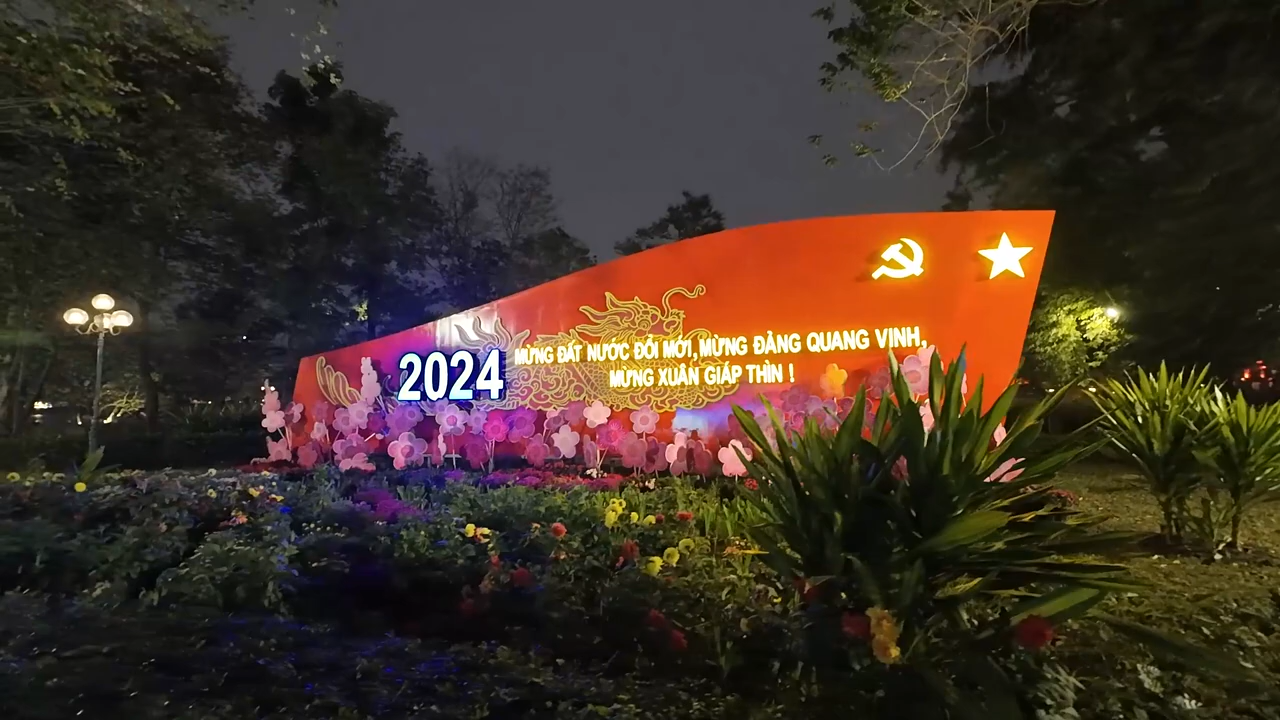 2024
MỪNG ĐẤT NƯỚC ĐỔI MỚI, MỪNG ĐẢNG QUANG VINH,
MỪNG XUÂN GIÁP THÌN !